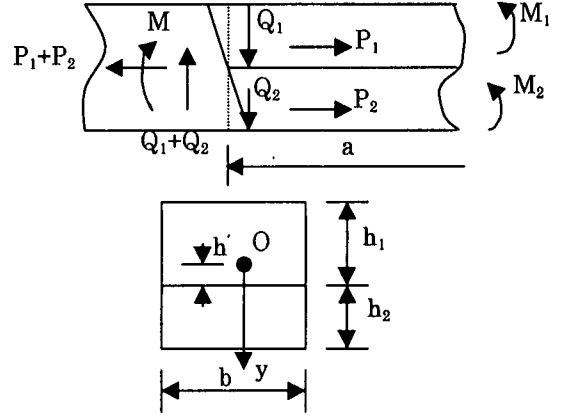 M
Q₁
M₁
P₁+P₂
P₁
Q₂
M₂
P₂
Q₁+Q₂
a
h'
O
h₁
h₂
b
y